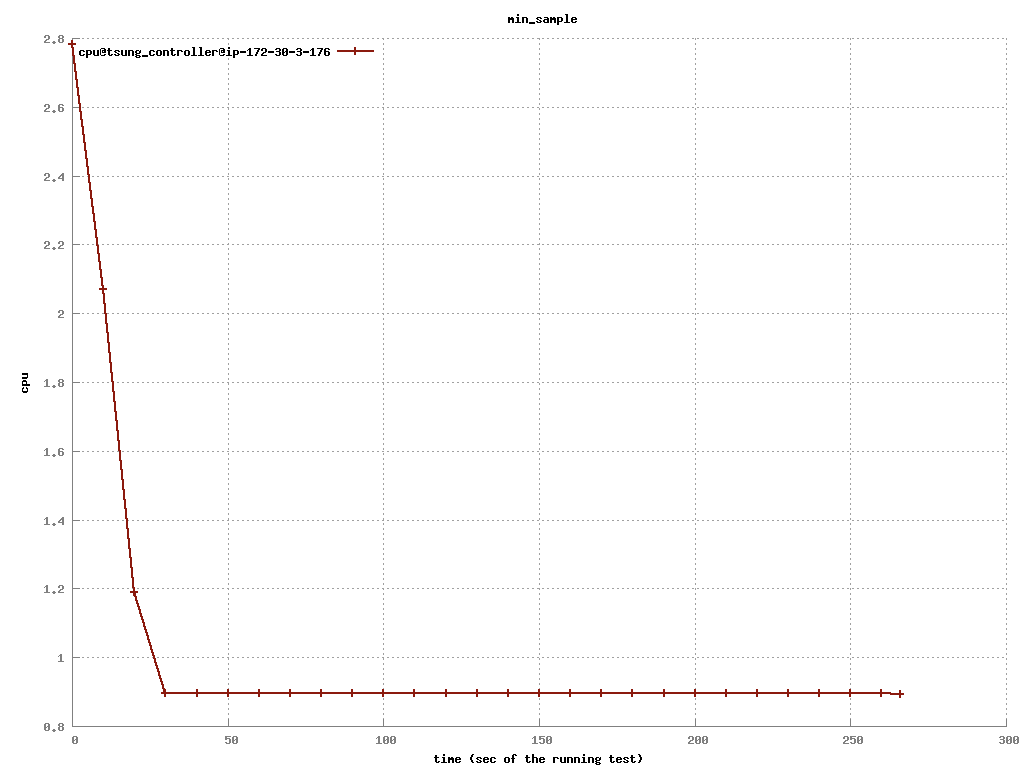 min_sample
cpu@tsung_controller@ip-172-30-3-176
2.8
2.6
2.4
2.2
2
1.8
1.6
1.4
1.2
1
0.8
cpu
0 50 100 150 200 250 300
time (sec of the running test)